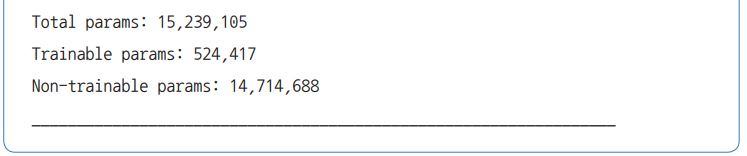 Total params: 15,239,105
Trainable params: 524,417
Non-trainable params: 14,714,688